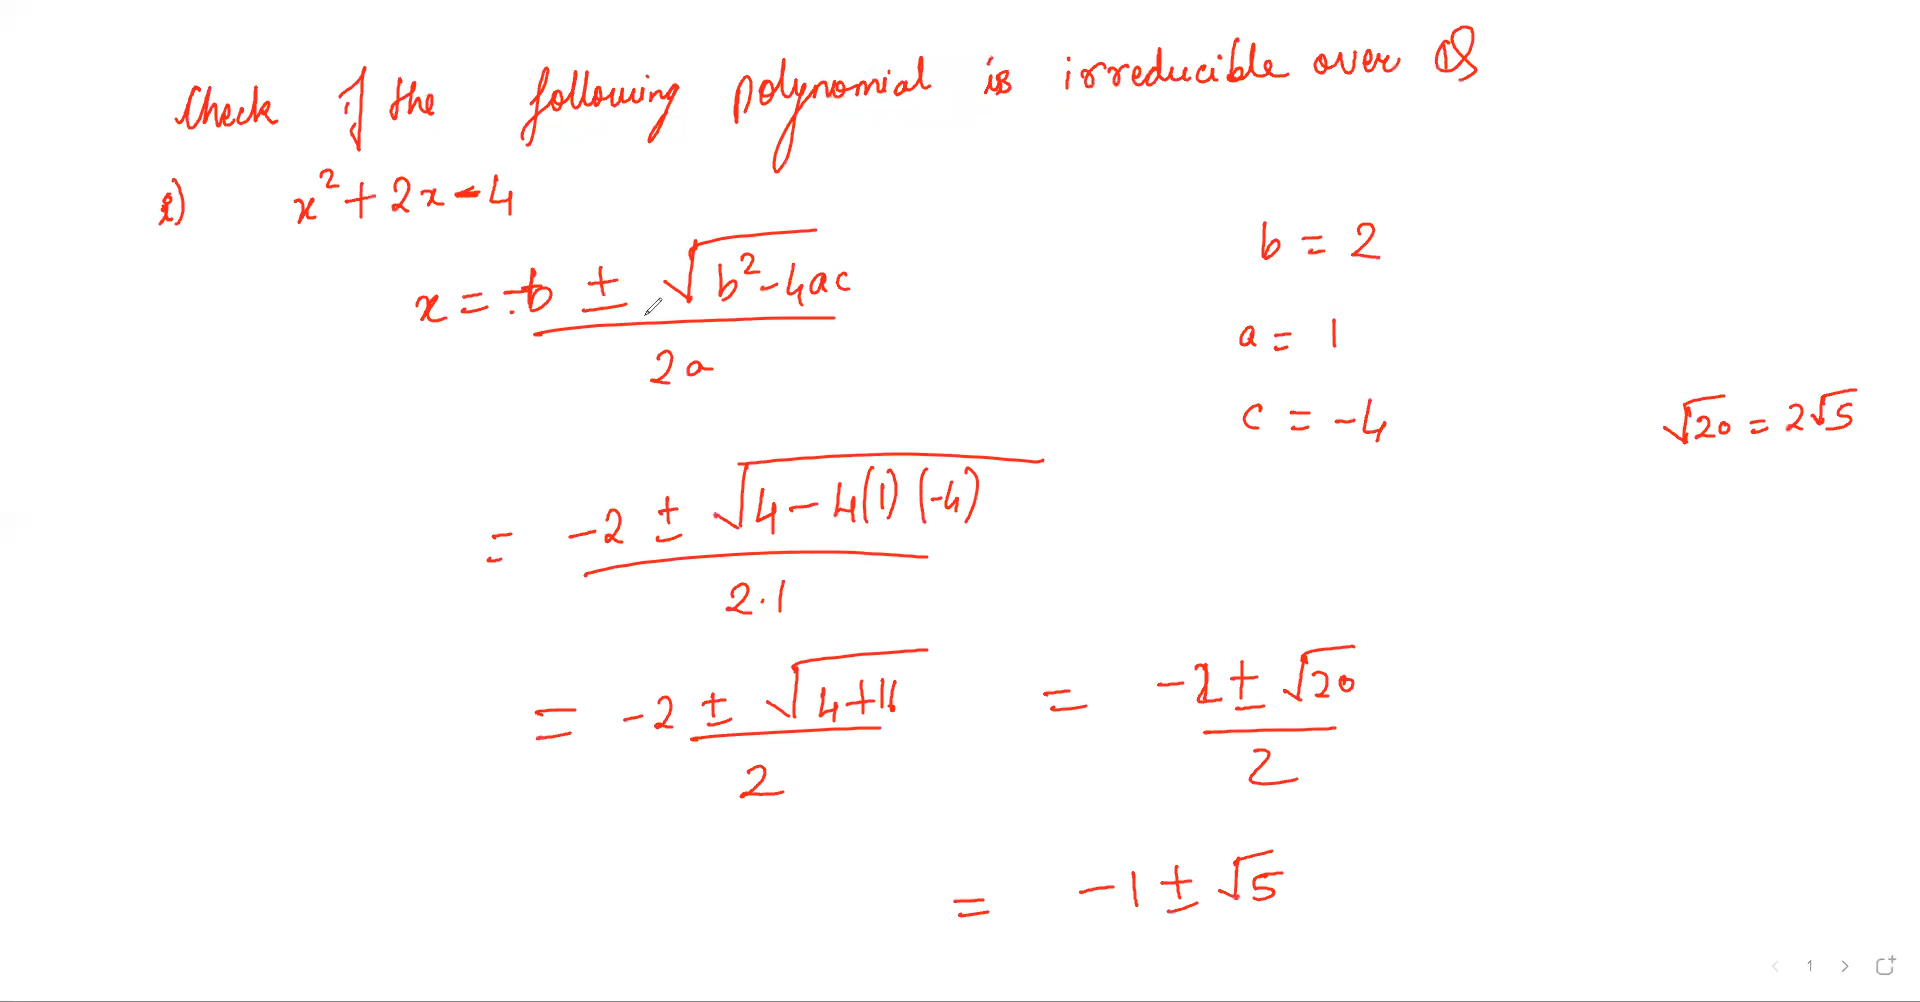 Check if the following polynomial is irreducible over Q
i) x² + 2x - 4
x = -b ± √(b² - 4ac) / 2a
b = 2
a = 1
c = -4
√20 = 2√5
= -2 ± √(4 - 4(1)(-4)) / 2.1
= -2 ± √(4+16) / 2 = -2 ± √20 / 2
= -1 ± √5
1